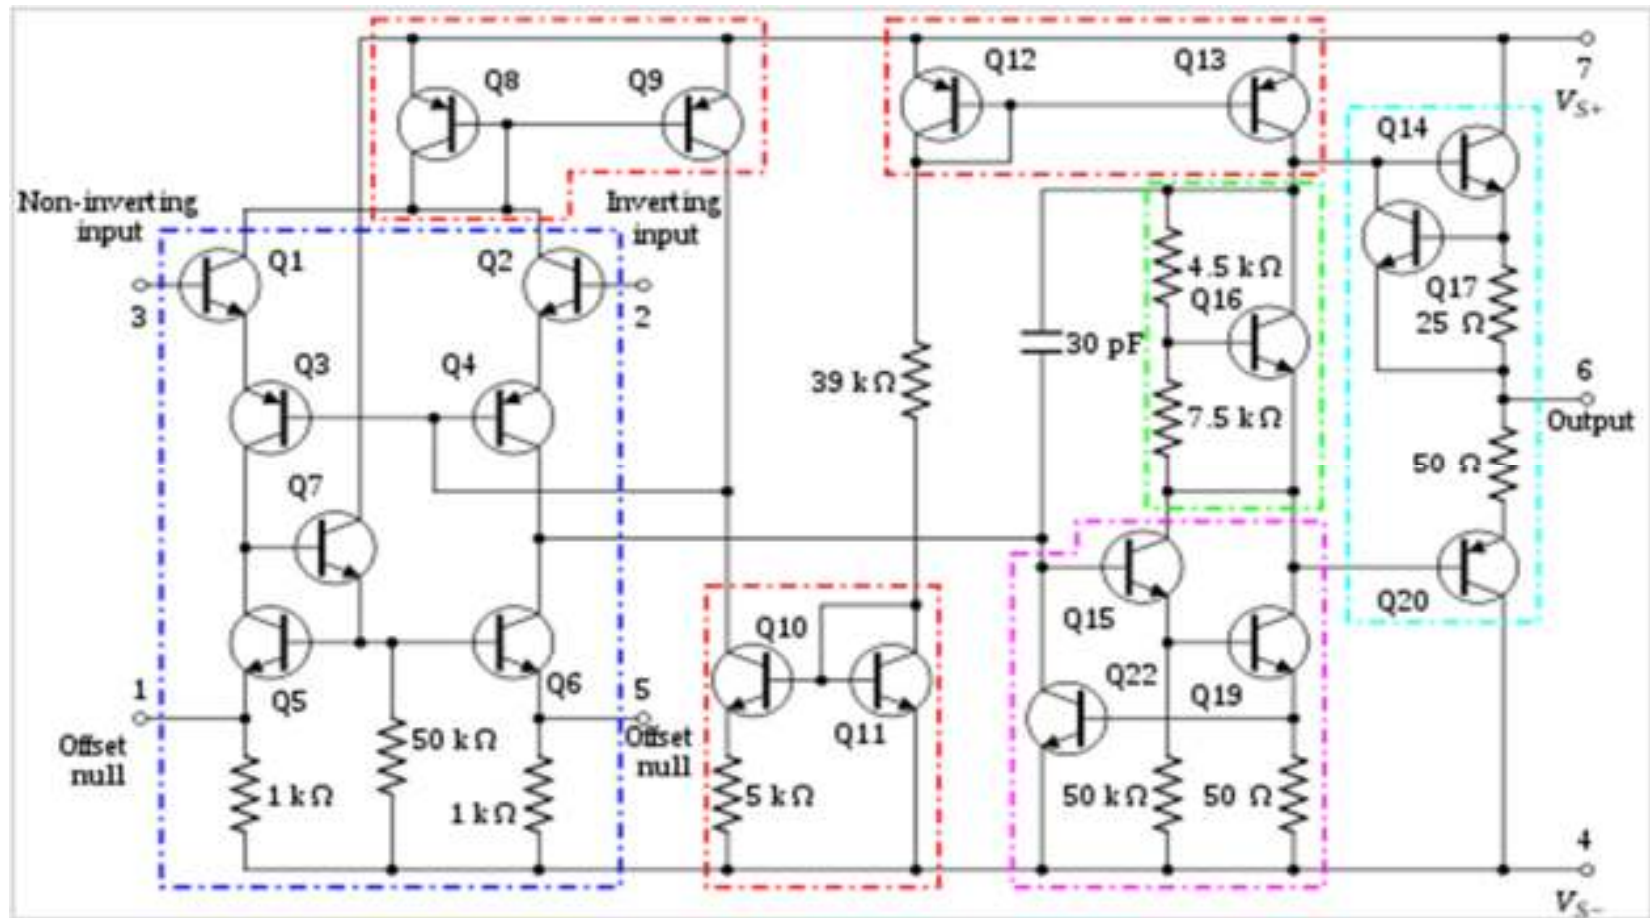 Q8
Q9
Q12
Q13
7
VS+
Q14
Non-inverting
input
Inverting
input
Q1
Q2
3
2
4.5 kΩ
Q16
Q17
25 Ω
30 pF
Q3
Q4
39 kΩ
6
Output
7.5 kΩ
50 Ω
Q7
Q10
Q15
Q20
Q5
Q6
1
5
Q22
Q19
Q11
Offset
null
50 kΩ
Offset
null
1 kΩ
1 kΩ
5 kΩ
50 kΩ
50 Ω
4
VS−